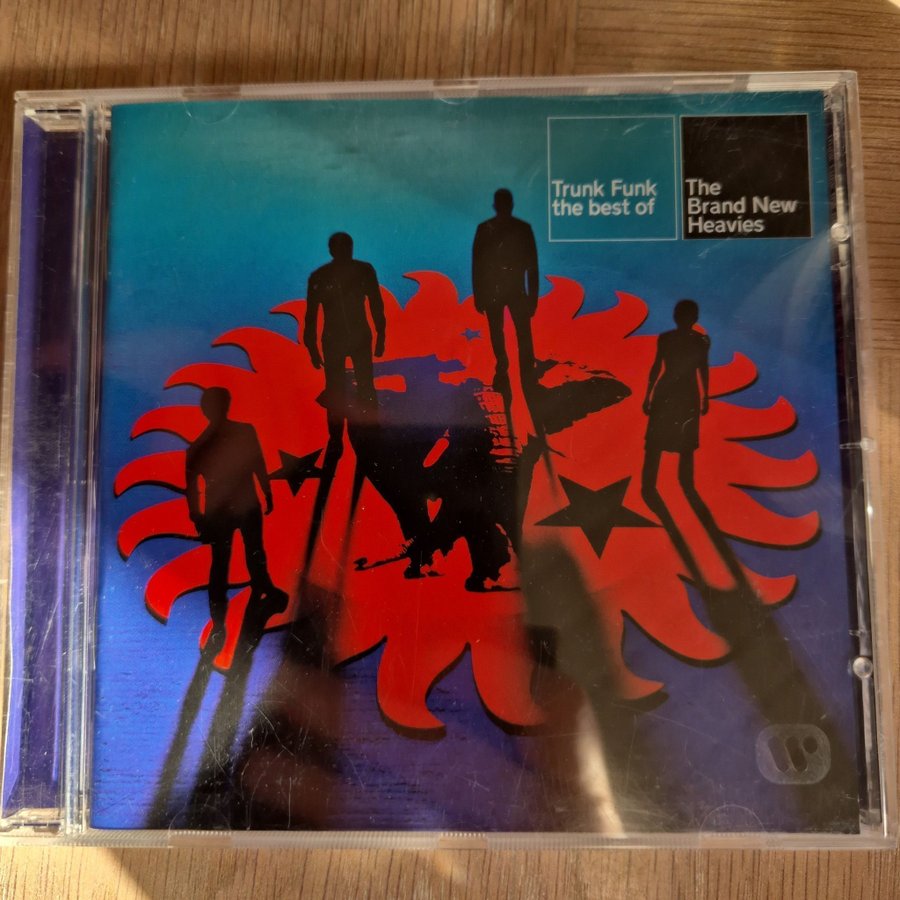 Trunk Funk
the best of
The
Brand New
Heavies